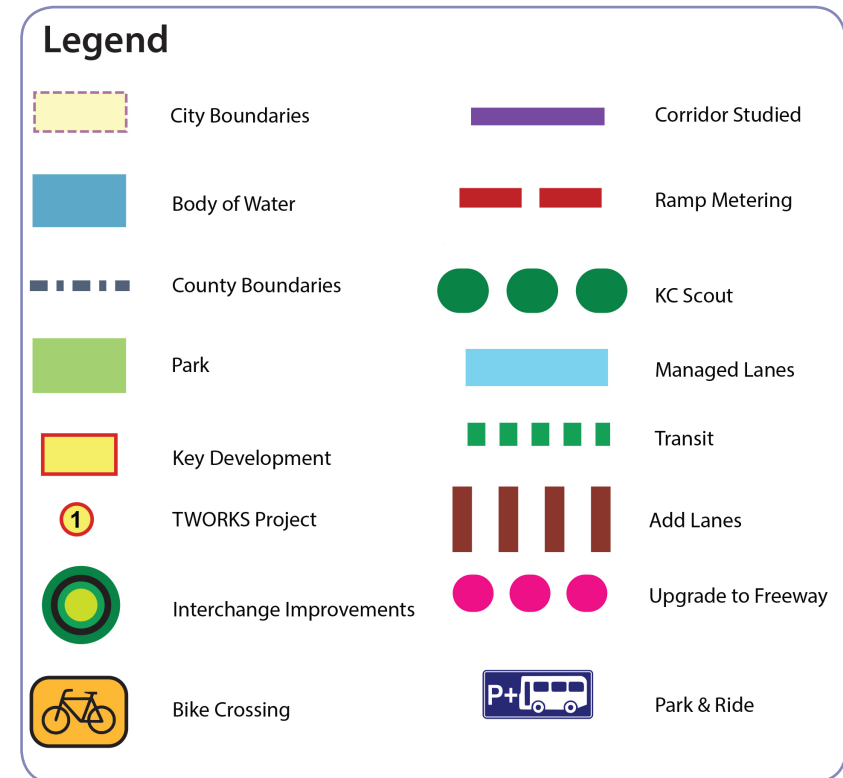 Legend
City Boundaries
Body of Water
County Boundaries
Park
Key Development
1
TWORKS Project
Interchange Improvements
Bike Crossing
Corridor Studied
Ramp Metering
KC Scout
Managed Lanes
Transit
Add Lanes
Upgrade to Freeway
P+
Park & Ride